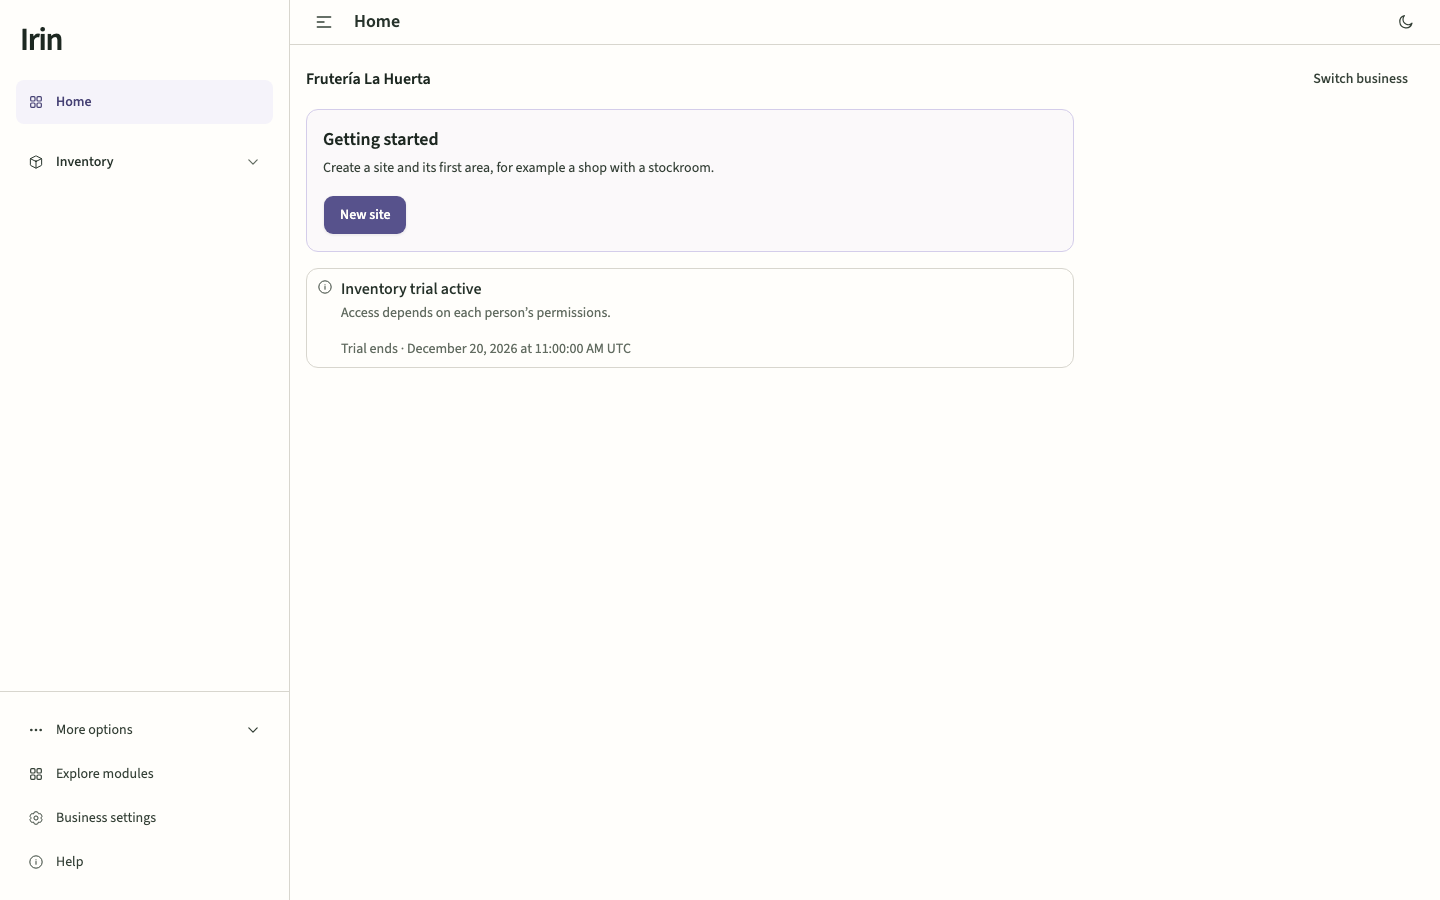 Irin
Home
Inventory
More options
Explore modules
Business settings
Help
Home
Frutería La Huerta
Switch business
Getting started
Create a site and its first area, for example a shop with a stockroom.
New site
Inventory trial active
Access depends on each person’s permissions.
Trial ends · December 20, 2026 at 11:00:00 AM UTC